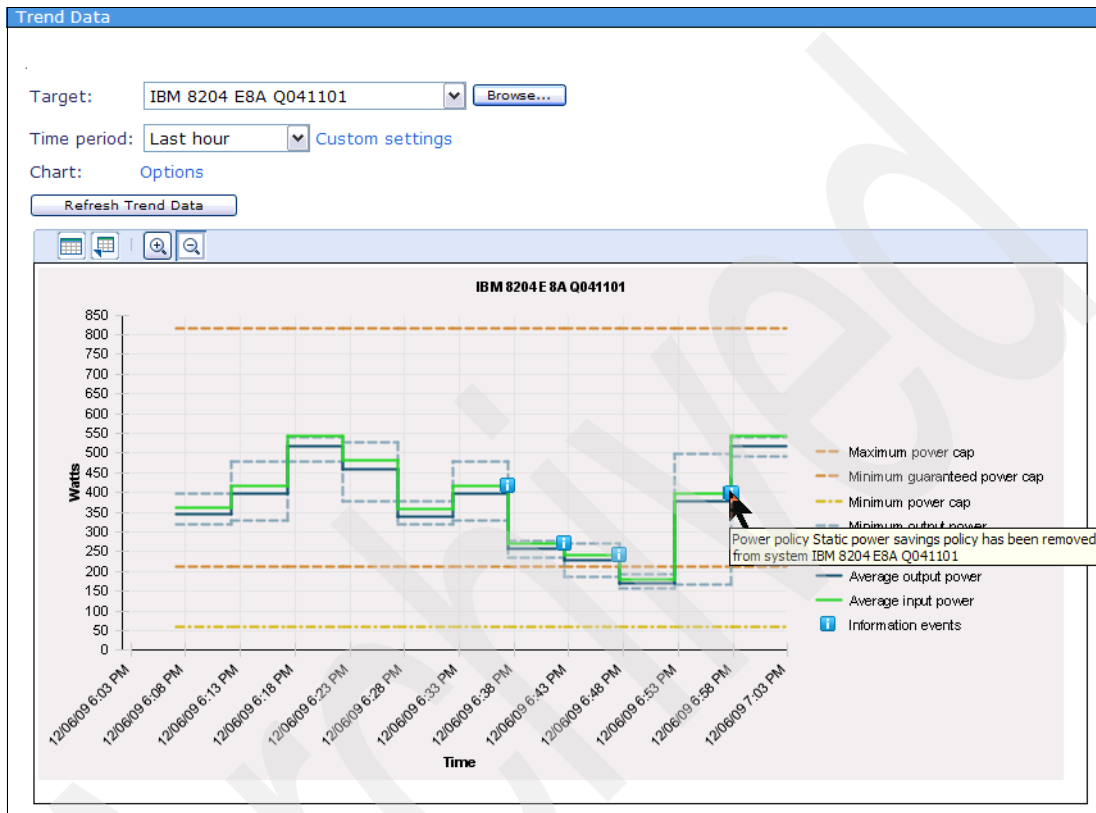 Trend Data
Target: IBM 8204 E8A Q041101 Browse...
Time period: Last hour Custom settings
Chart: Options
Refresh Trend Data
IBM 8204 E8A Q041101
850
800
750
700
650
600
550
500
450
400
350
300
250
200
150
100
50
0
Watts
Maximum power cap
Minimum guaranteed power cap
Minimum power cap
Minimum output power
Power policy Static power savings policy has been removed
from system IBM 8204 E8A Q041101
Average output power
Average input power
Information events
12/06/09 6:03 PM
12/06/09 6:08 PM
12/06/09 6:13 PM
12/06/09 6:18 PM
12/06/09 6:23 PM
12/06/09 6:28 PM
12/06/09 6:33 PM
12/06/09 6:38 PM
12/06/09 6:43 PM
12/06/09 6:48 PM
12/06/09 6:53 PM
12/06/09 6:58 PM
12/06/09 7:03 PM
Time
Archived